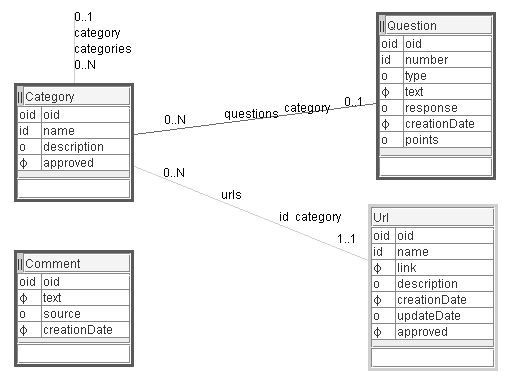 0..1
category
categories
0..N
Category
oid oid
id name
o description
ϕ approved
0..N
questions
category
0..1
Question
oid oid
id number
o type
ϕ text
o response
ϕ creationDate
o points
0..N
urls
id category
1..1
Url
oid oid
id name
ϕ link
o description
ϕ creationDate
o updateDate
ϕ approved
Comment
oid oid
ϕ text
o source
ϕ creationDate